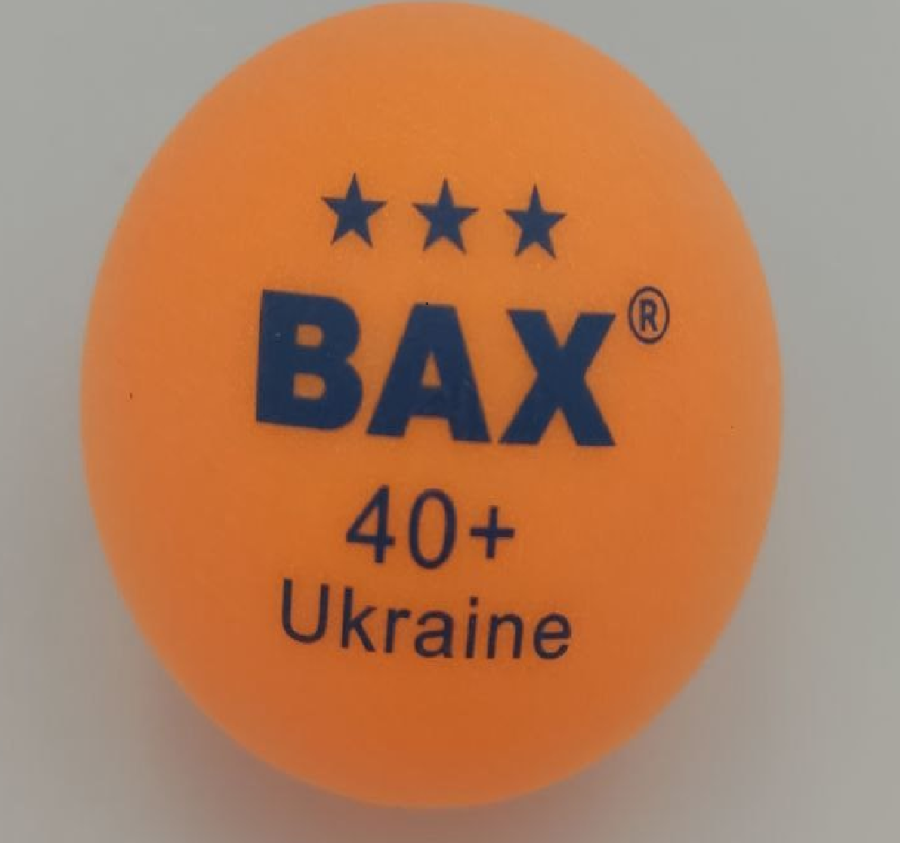 ★★★
BAX®
40+
Ukraine